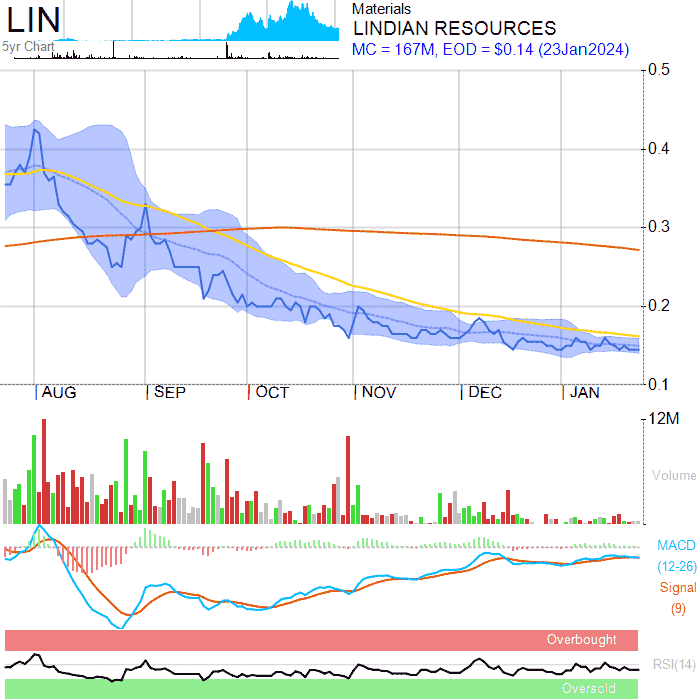 LIN
5yr Chart
Materials
LINDIAN RESOURCES
MC = 167M, EOD = $0.14 (23Jan2024)
0.5
0.4
0.3
0.2
0.1
AUG SEP OCT NOV DEC JAN
12M
Volume
MACD
(12-26)
Signal
(9)
Overbought
RSI(14)
Oversold